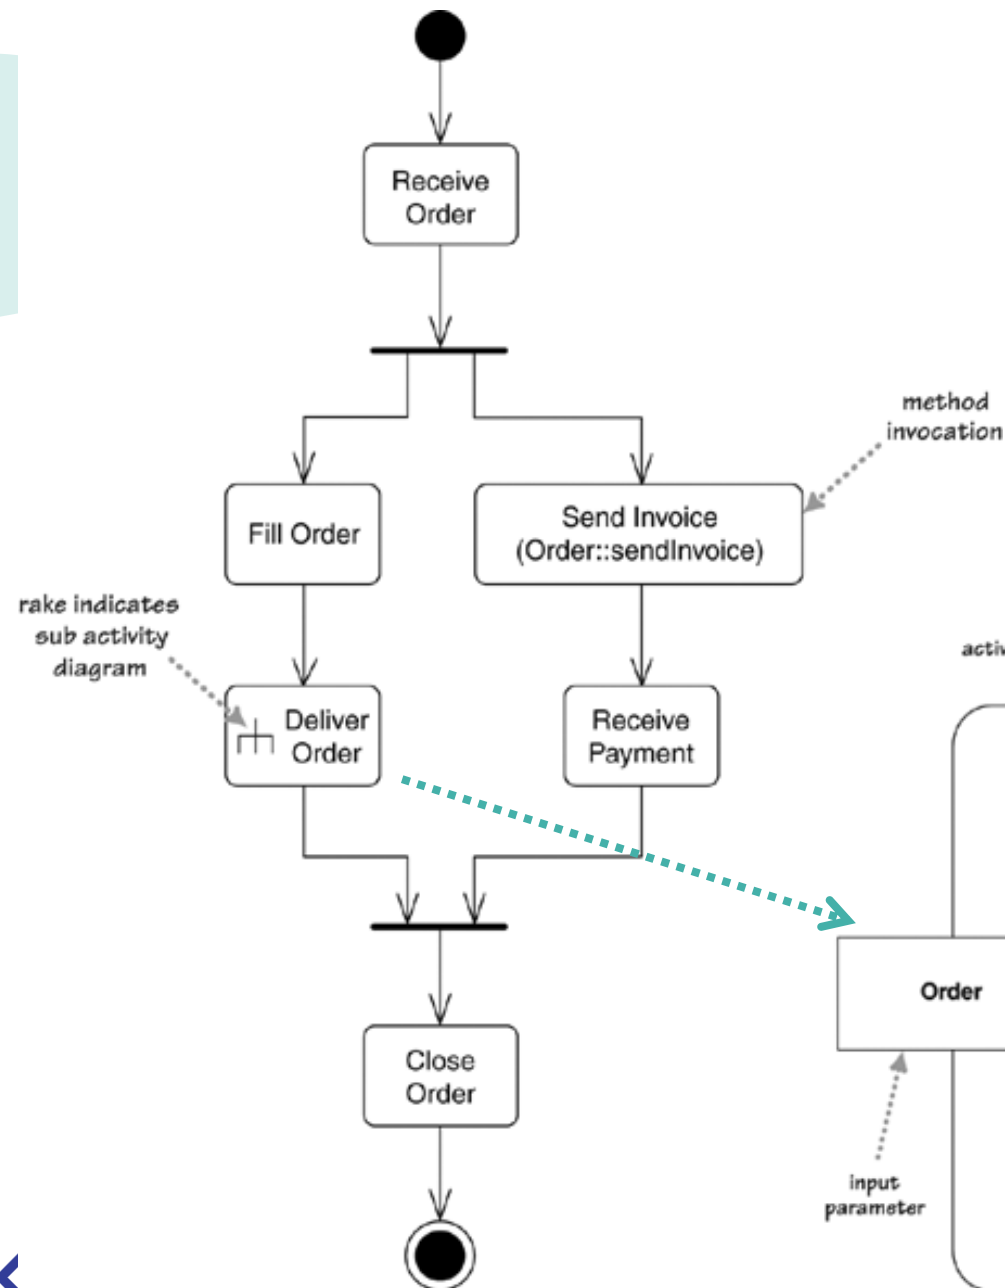 Receive
Order
method
invocation
Fill Order
Send Invoice
(Order::sendInvoice)
rake indicates
sub activity
diagram
Deliver
Order
Receive
Payment
Order
Close
Order
input
parameter